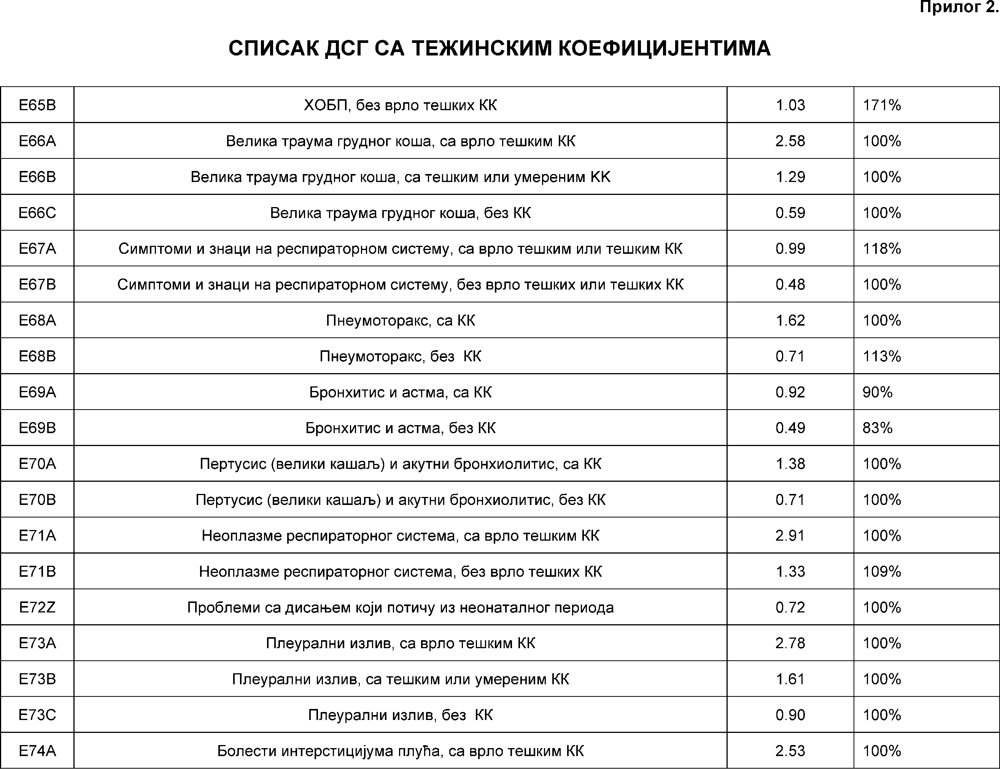 Прилог 2.
СПИСАК ДСГ СА ТЕЖИНСКИМ КОЕФИЦИЈЕНТИМА
E65B ХОБП, без врло тешких КК 1.03 171%
E66A Велика траума грудног коша, са врло тешким КК 2.58 100%
E66B Велика траума грудног коша, са тешким или умереним КК 1.29 100%
E66C Велика траума грудног коша, без КК 0.59 100%
E67A Симптоми и знаци на респираторном систему, са врло тешким или тешким КК 0.99 118%
E67B Симптоми и знаци на респираторном систему, без врло тешких или тешких КК 0.48 100%
E68A Пнеумоторакс, са КК 1.62 100%
E68B Пнеумоторакс, без  КК 0.71 113%
E69A Бронхитис и астма, са КК 0.92 90%
E69B Бронхитис и астма, без КК 0.49 83%
E70A Пертусис (велики кашаљ) и акутни бронхиолитис, са КК 1.38 100%
E70B Пертусис (велики кашаљ) и акутни бронхиолитис, без КК 0.71 100%
E71A Неоплазме респираторног система, са врло тешким КК 2.91 100%
E71B Неоплазме респираторног система, без врло тешких КК 1.33 109%
E72Z Проблеми са дисањем који потичу из неонаталног периода 0.72 100%
E73A Плеурални излив, са врло тешким КК 2.78 100%
E73B Плеурални излив, са тешким или умереним КК 1.61 100%
E73C Плеурални излив, без  КК 0.90 100%
E74A Болести интерстицијума плућа, са врло тешким КК 2.53 100%